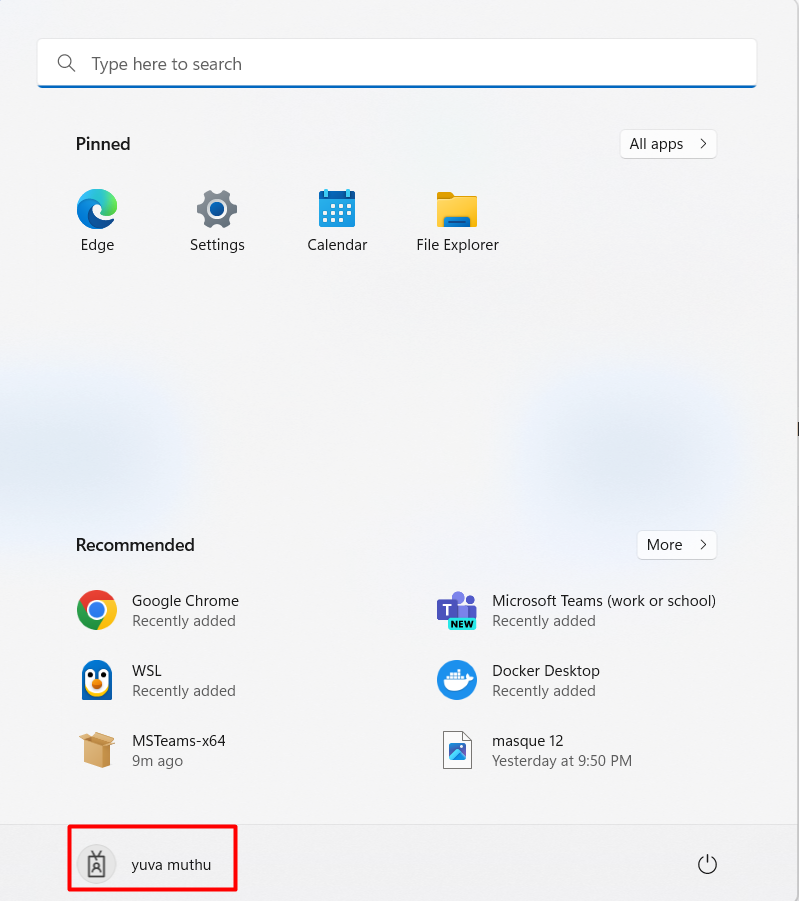 Type here to search
Pinned
All apps
Edge
Settings
Calendar
File Explorer
Recommended
More
Google Chrome
Recently added
T
NEW
Microsoft Teams (work or school)
Recently added
WSL
Recently added
Docker Desktop
Recently added
MSTeams-x64
9m ago
masque 12
Yesterday at 9:50 PM
yuva muthu